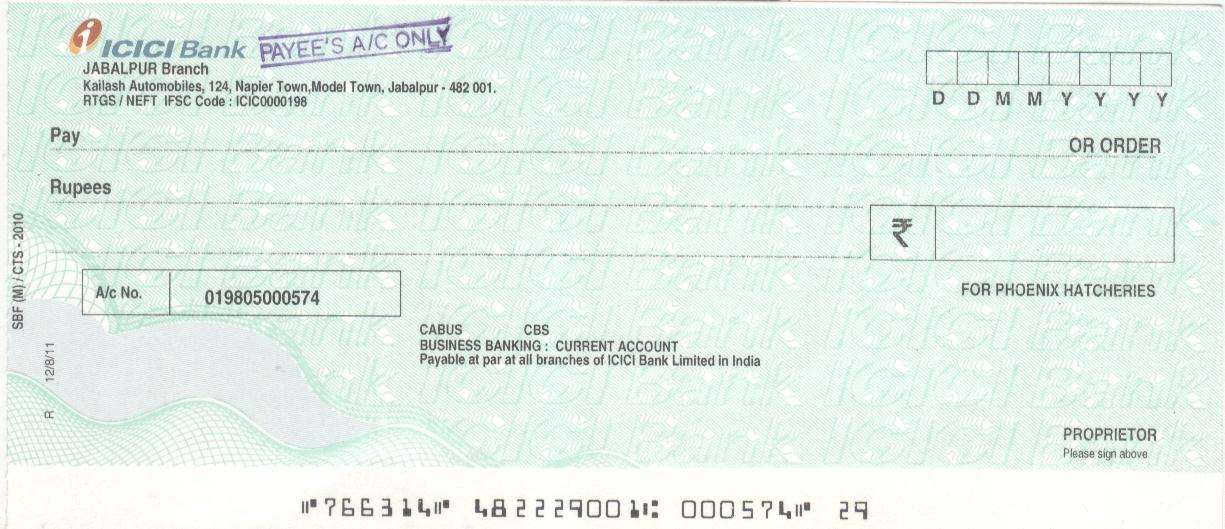 ICICI Bank PAYEE'S A/C ONLY
JABALPUR Branch
Kailash Automobiles, 124, Napler Town,Model Town, Jabalpur - 482 001.
RTGS / NEFT IFSC Code : ICIC0000198
D D M M Y Y Y Y
Pay OR ORDER
Rupees
₹
A/c No. 019805000574
FOR PHOENIX HATCHERIES
CABUS CBS
BUSINESS BANKING : CURRENT ACCOUNT
Payable at par at all branches of ICICI Bank Limited in India
SBF (M) / CTS - 2010
R 12/8/11
PROPRIETOR
Please sign above
⑈766314⑈ 482229001⑆ 000574⑈ 29